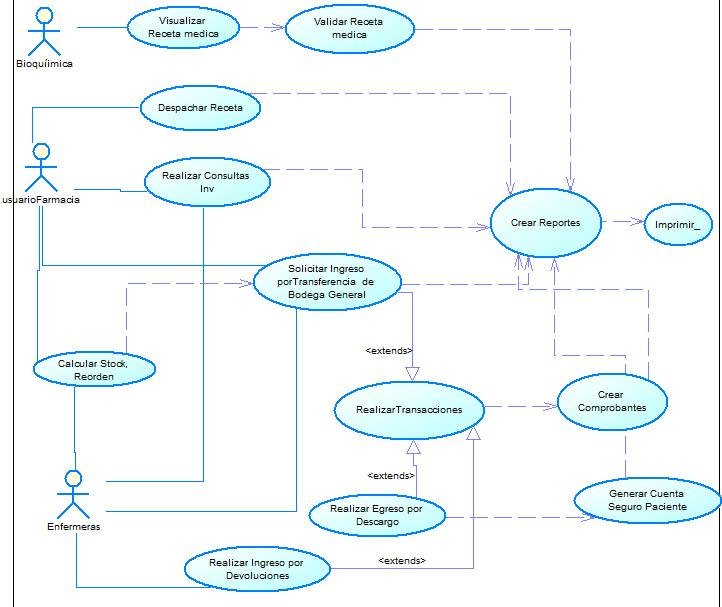 Visualizar
Receta medica
Validar Receta
medica
Bioquíimica
Despachar Receta
Realizar Consultas
Inv
usuarioFarmacia
Crear Reportes
Imprimir_
Solicitar Ingreso
porTransferencia de
Bodega General
<extends>
Calcular Stock,
Reorden
RealizarTransacciones
Crear
Comprobantes
<extends>
Realizar Egreso por
Descargo
Generar Cuenta
Seguro Paciente
Enfermeras
Realizar Ingreso por
Devoluciones
<extends>